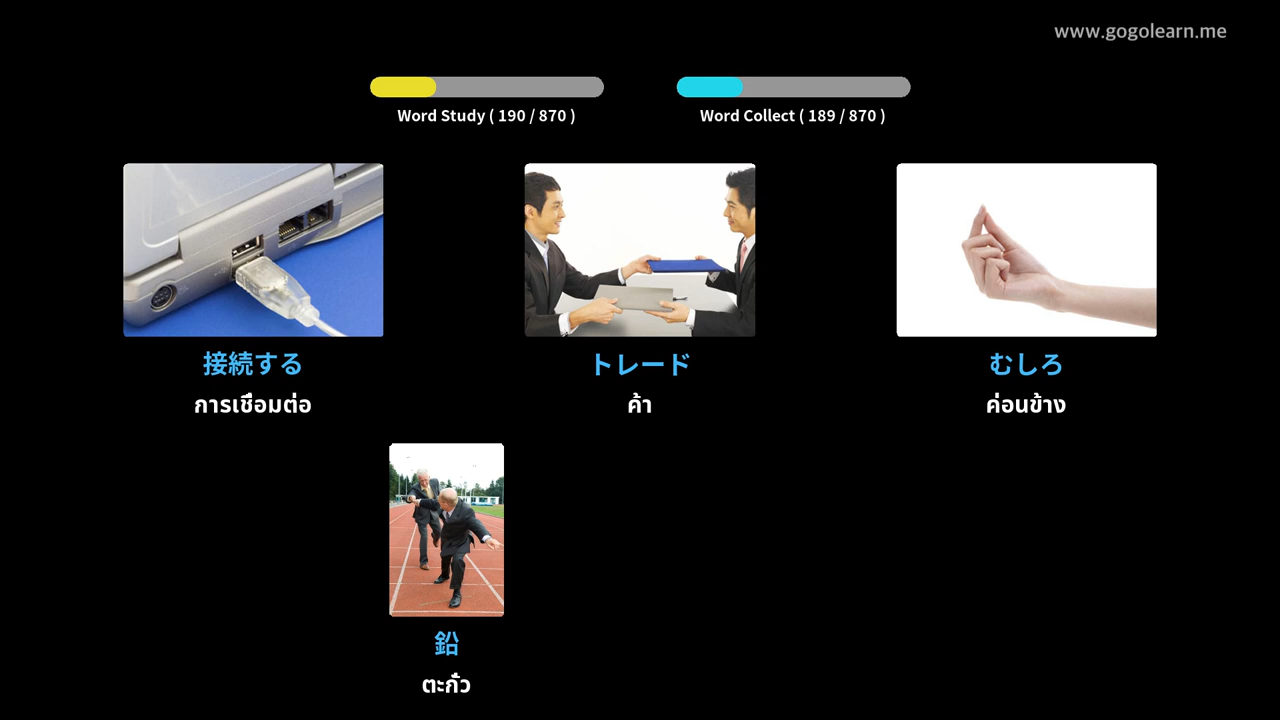 www.gogolearn.me
Word Study ( 190 / 870 )
Word Collect ( 189 / 870 )
接続する
トレード
むしろ
การเชื่อมต่อ
ค้า
ค่อนข้าง
鉛
ตะกั่ว